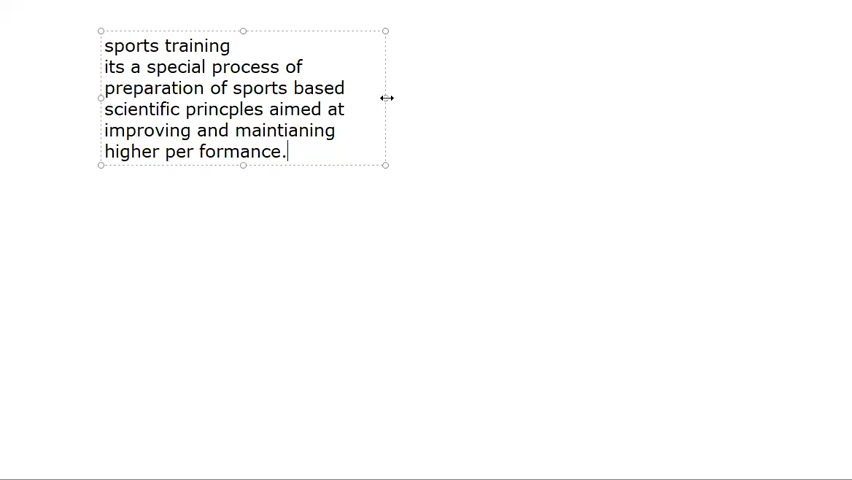 sports training
its a special process of
preparation of sports based
scientific princples aimed at
improving and maintianing
higher per formance.